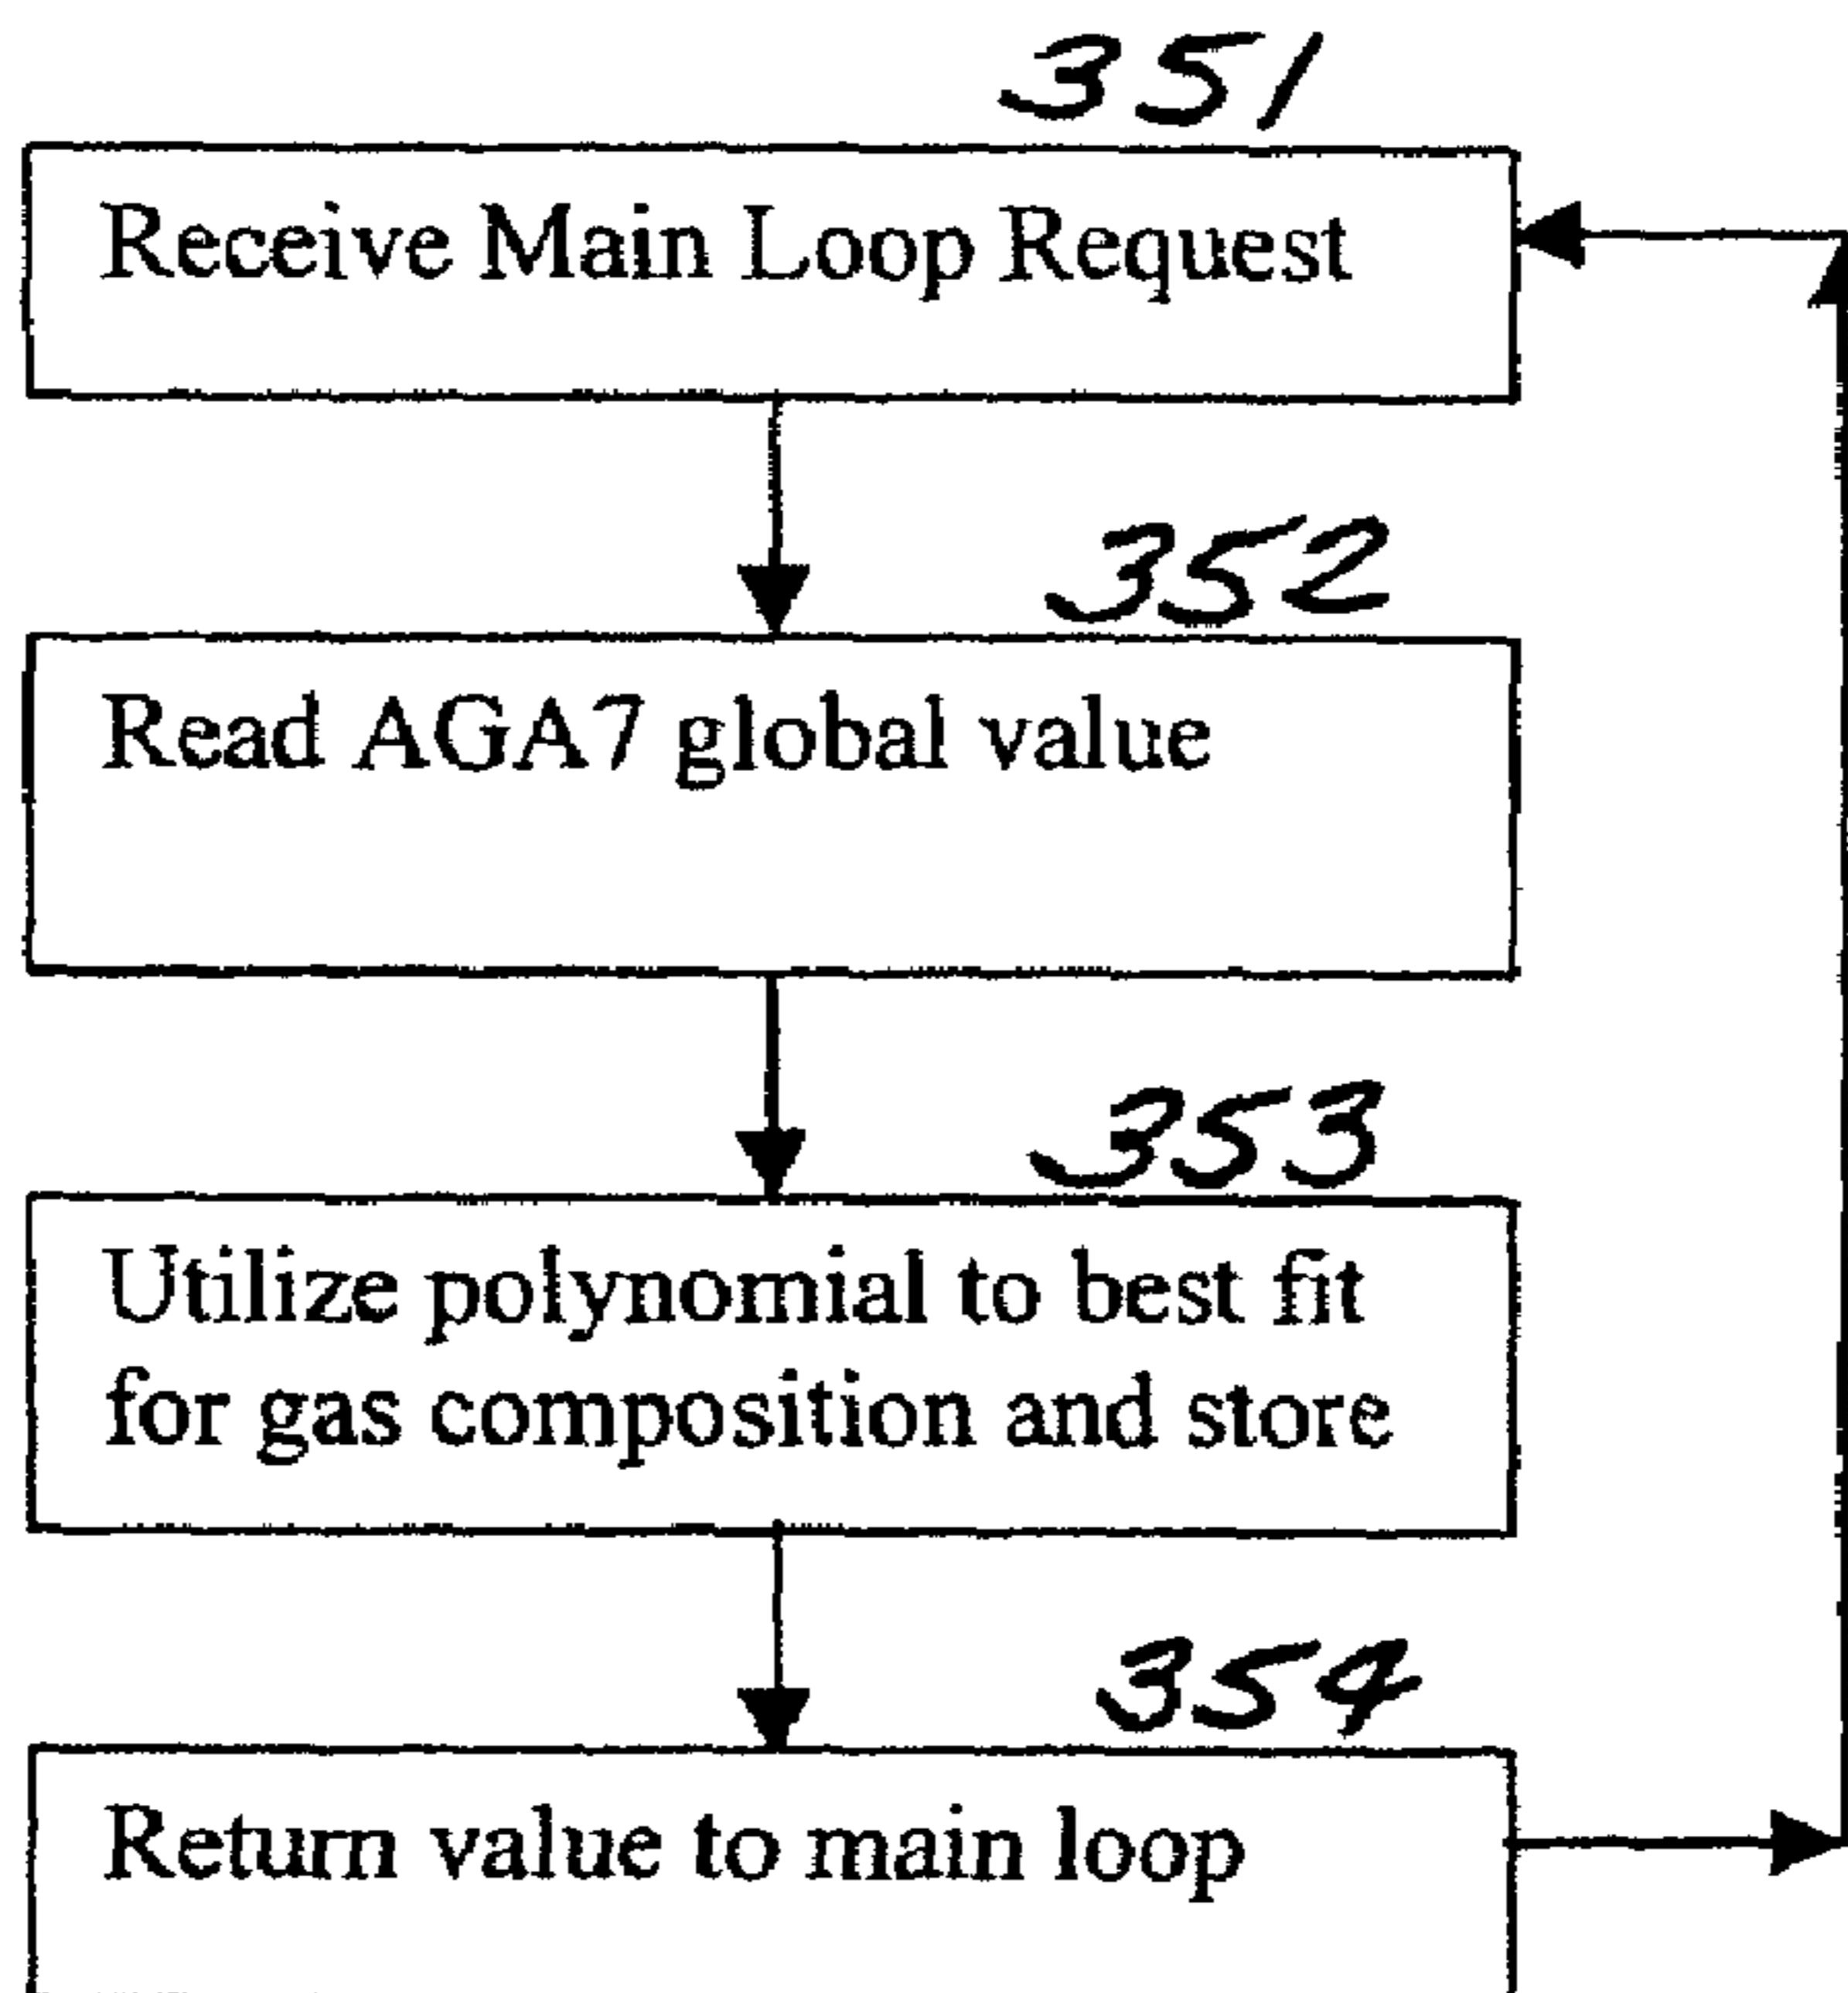 351
Receive Main Loop Request
352
Read AGA7 global value
353
Utilize polynomial to best fit
for gas composition and store
354
Return value to main loop